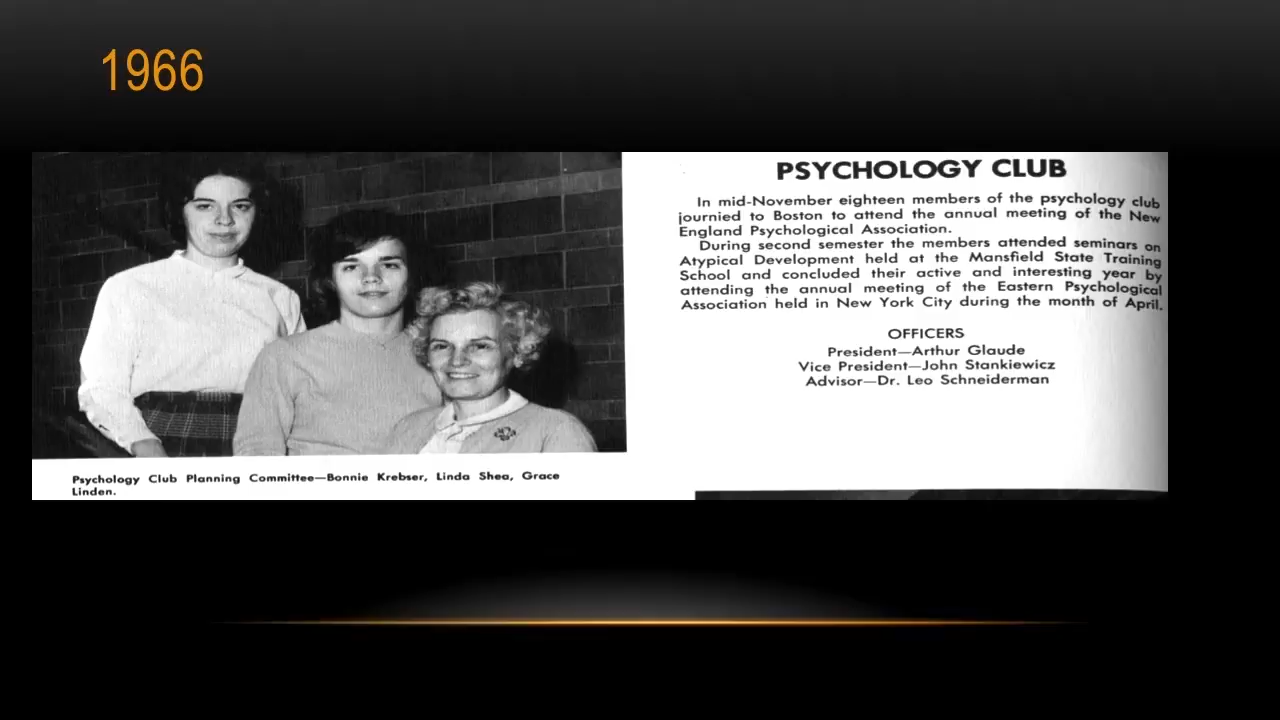 1966
Psychology Club Planning Committee—Bonnie Krebser, Linda Shea, Grace
Linden.
PSYCHOLOGY CLUB
In mid-November eighteen members of the psychology club
journied to Boston to attend the annual meeting of the New
England Psychological Association.
During second semester the members attended seminars on
Atypical Development held at the Mansfield State Training
School and concluded their active and interesting year by
attending the annual meeting of the Eastern Psychological
Association held in New York City during the month of April.
OFFICERS
President—Arthur Glaude
Vice President—John Stankiewicz
Advisor—Dr. Leo Schneiderman